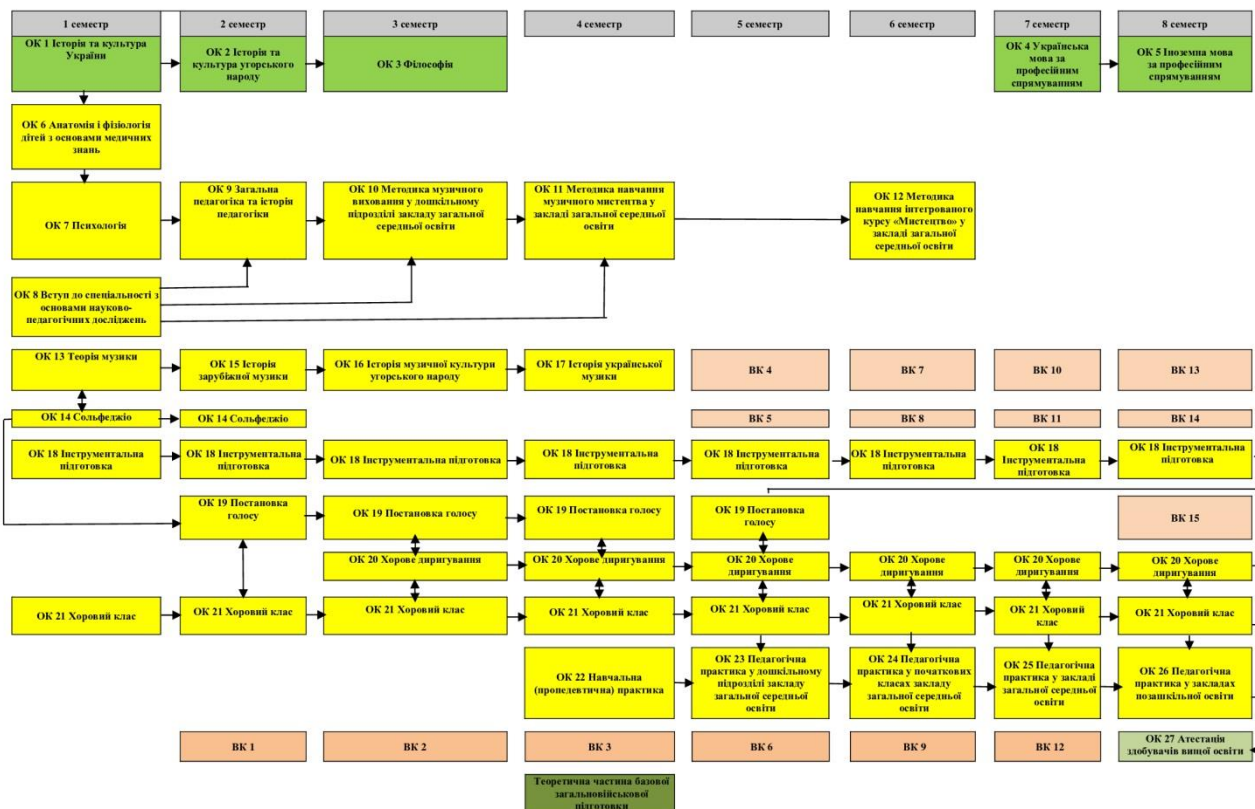 1 семестр
2 семестр
3 семестр
4 семестр
5 семестр
6 семестр
7 семестр
8 семестр
ОК 1 Історія та культура
України
ОК 2 Історія та
культура угорського
народу
ОК 3 Філософія
ОК 4 Українська
мова за
професійним
спрямуванням
ОК 5 Іноземна мова
за професійним
спрямуванням
ОК 6 Анатомія і фізіологія
дітей з основами медичних
знань
ОК 7 Психологія
ОК 9 Загальна
педагогіка та історія
педагогіки
ОК 10 Методика музичного
виховання у дошкільному
підрозділі закладу загальної
середньої освіти
ОК 11 Методика навчання
музичного мистецтва у
закладі загальної середньої
освіти
ОК 12 Методика
навчання інтегрованого
курсу «Мистецтво» у
закладі загальної
середньої освіти
ОК 8 Вступ до спеціальності з
основами науково-
педагогічних досліджень
ОК 13 Теорія музики
ОК 15 Історія
зарубіжної музики
ОК 16 Історія музичної культури
угорського народу
ОК 17 Історія української
музики
ВК 4
ВК 7
ВК 10
ВК 13
ОК 14 Сольфеджіо
ОК 14 Сольфеджіо
ВК 5
ВК 8
ВК 11
ВК 14
ОК 18 Інструментальна
підготовка
ОК 18 Інструментальна
підготовка
ОК 18 Інструментальна підготовка
ОК 18 Інструментальна
підготовка
ОК 18 Інструментальна
підготовка
ОК 18 Інструментальна
підготовка
ОК 18
Інструментальна
підготовка
ОК 18 Інструментальна
підготовка
ОК 19 Постановка
голосу
ОК 19 Постановка голосу
ОК 19 Постановка голосу
ОК 19 Постановка
голосу
ВК 15
ОК 20 Хорове диригування
ОК 20 Хорове диригування
ОК 20 Хорове
диригування
ОК 20 Хорове
диригування
ОК 20 Хорове
диригування
ОК 20 Хорове
диригування
ОК 21 Хоровий клас
ОК 21 Хоровий клас
ОК 21 Хоровий клас
ОК 21 Хоровий клас
ОК 21 Хоровий клас
ОК 21 Хоровий клас
ОК 21 Хоровий
клас
ОК 21 Хоровий клас
ОК 22 Навчальна
(пропедевтична) практика
ОК 23 Педагогічна
практика у дошкільному
підрозділі закладу
загальної середньої
освіти
ОК 24 Педагогічна
практика у початкових
класах закладу
загальної середньої
освіти
ОК 25 Педагогічна
практика у закладі
загальної середньої
освіти
ОК 26 Педагогічна
практика у закладах
позашкільної освіти
ВК 1
ВК 2
ВК 3
ВК 6
ВК 9
ВК 12
ОК 27 Атестація
здобувачів вищої освіти
Теоретична частина базової
загальновійськової
підготовки